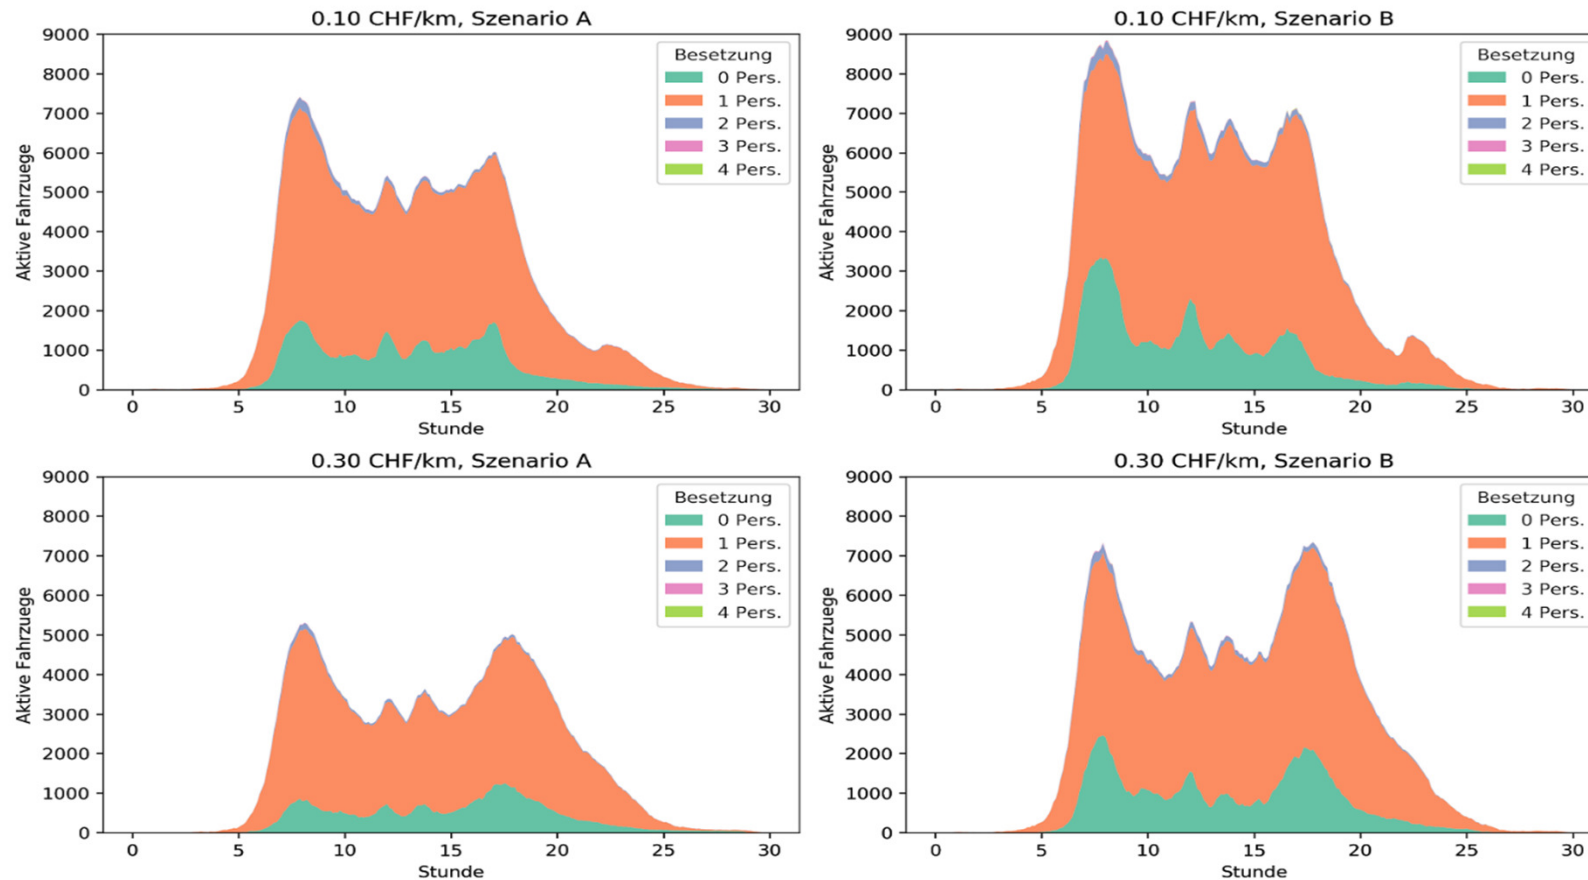 0.10 CHF/km, Szenario A
9000
8000
7000
6000
5000
4000
3000
2000
1000
0
Aktive Fahrzuege
Besetzung
0 Pers.
1 Pers.
2 Pers.
3 Pers.
4 Pers.
0 5 10 15 20 25 30
Stunde
0.10 CHF/km, Szenario B
9000
8000
7000
6000
5000
4000
3000
2000
1000
0
Aktive Fahrzuege
Besetzung
0 Pers.
1 Pers.
2 Pers.
3 Pers.
4 Pers.
0 5 10 15 20 25 30
Stunde
0.30 CHF/km, Szenario A
9000
8000
7000
6000
5000
4000
3000
2000
1000
0
Aktive Fahrzuege
Besetzung
0 Pers.
1 Pers.
2 Pers.
3 Pers.
4 Pers.
0 5 10 15 20 25 30
Stunde
0.30 CHF/km, Szenario B
9000
8000
7000
6000
5000
4000
3000
2000
1000
0
Aktive Fahrzuege
Besetzung
0 Pers.
1 Pers.
2 Pers.
3 Pers.
4 Pers.
0 5 10 15 20 25 30
Stunde